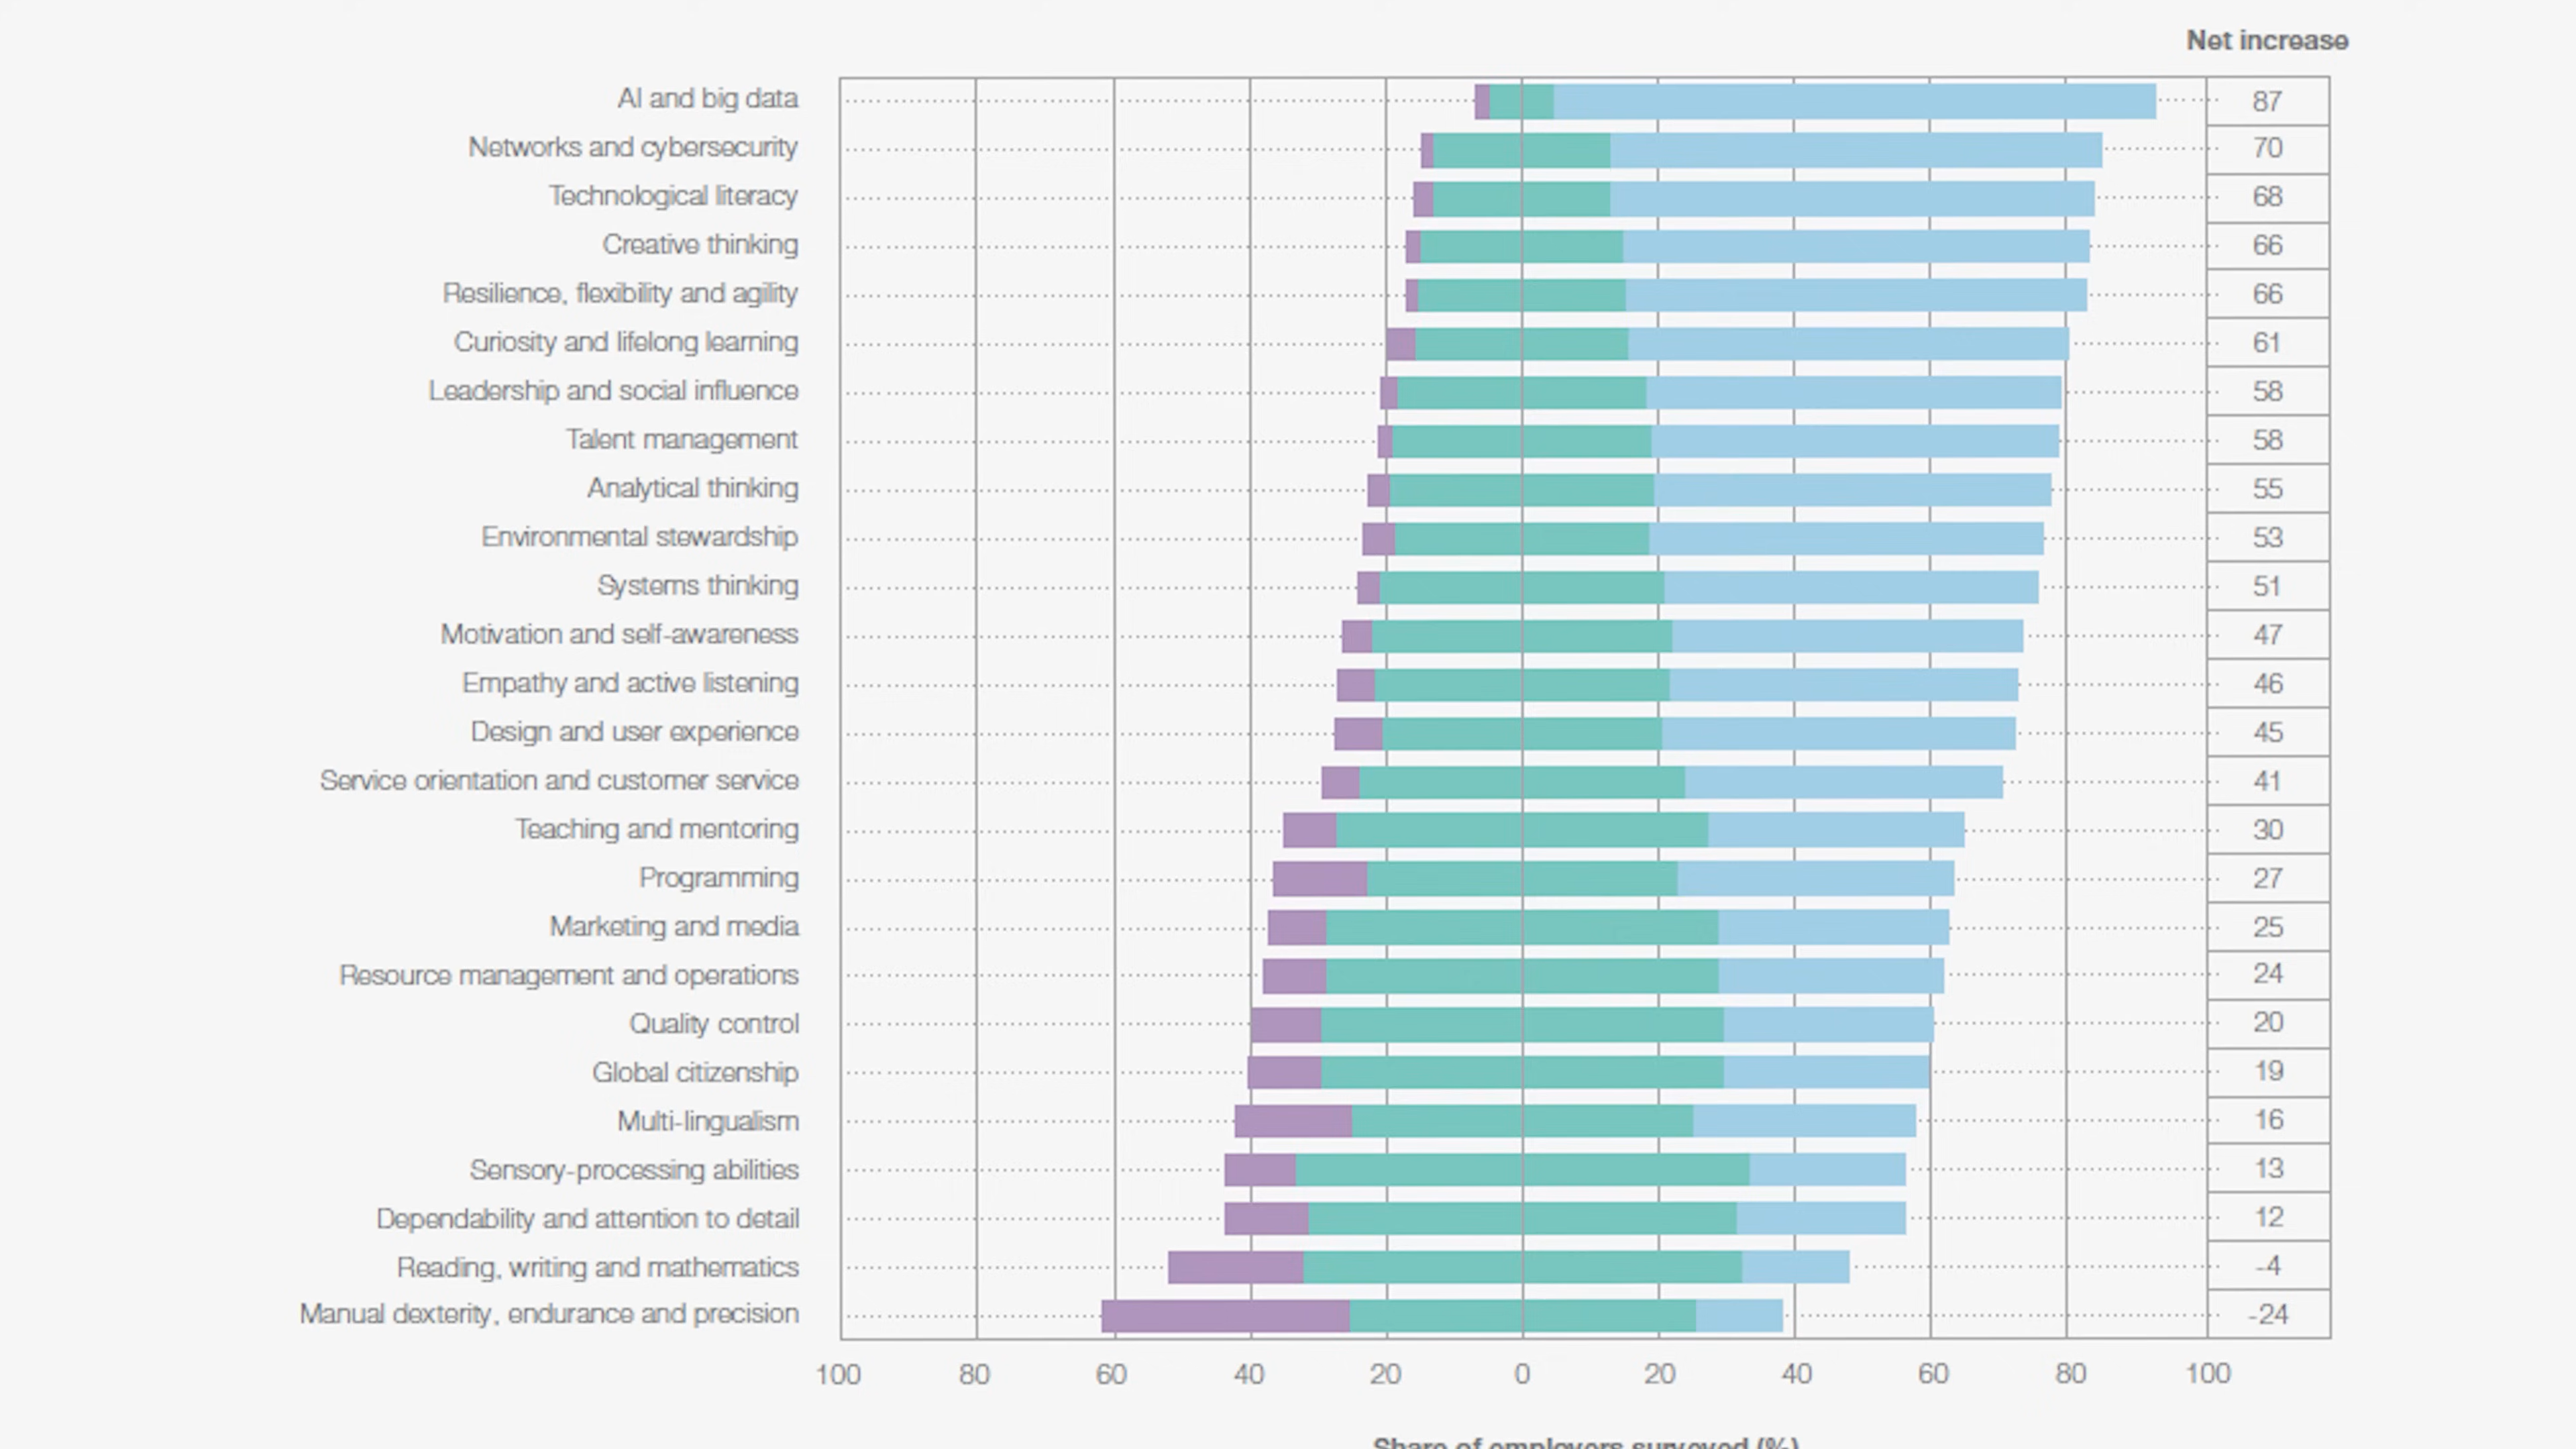 Net increase
AI and big data 87
Networks and cybersecurity 70
Technological literacy 68
Creative thinking 66
Resilience, flexibility and agility 66
Curiosity and lifelong learning 61
Leadership and social influence 58
Talent management 58
Analytical thinking 55
Environmental stewardship 53
Systems thinking 51
Motivation and self-awareness 47
Empathy and active listening 46
Design and user experience 45
Service orientation and customer service 41
Teaching and mentoring 30
Programming 27
Marketing and media 25
Resource management and operations 24
Quality control 20
Global citizenship 19
Multi-lingualism 16
Sensory-processing abilities 13
Dependability and attention to detail 12
Reading, writing and mathematics -4
Manual dexterity, endurance and precision -24
100 80 60 40 20 0 20 40 60 80 100
Share of employers surveyed (%)